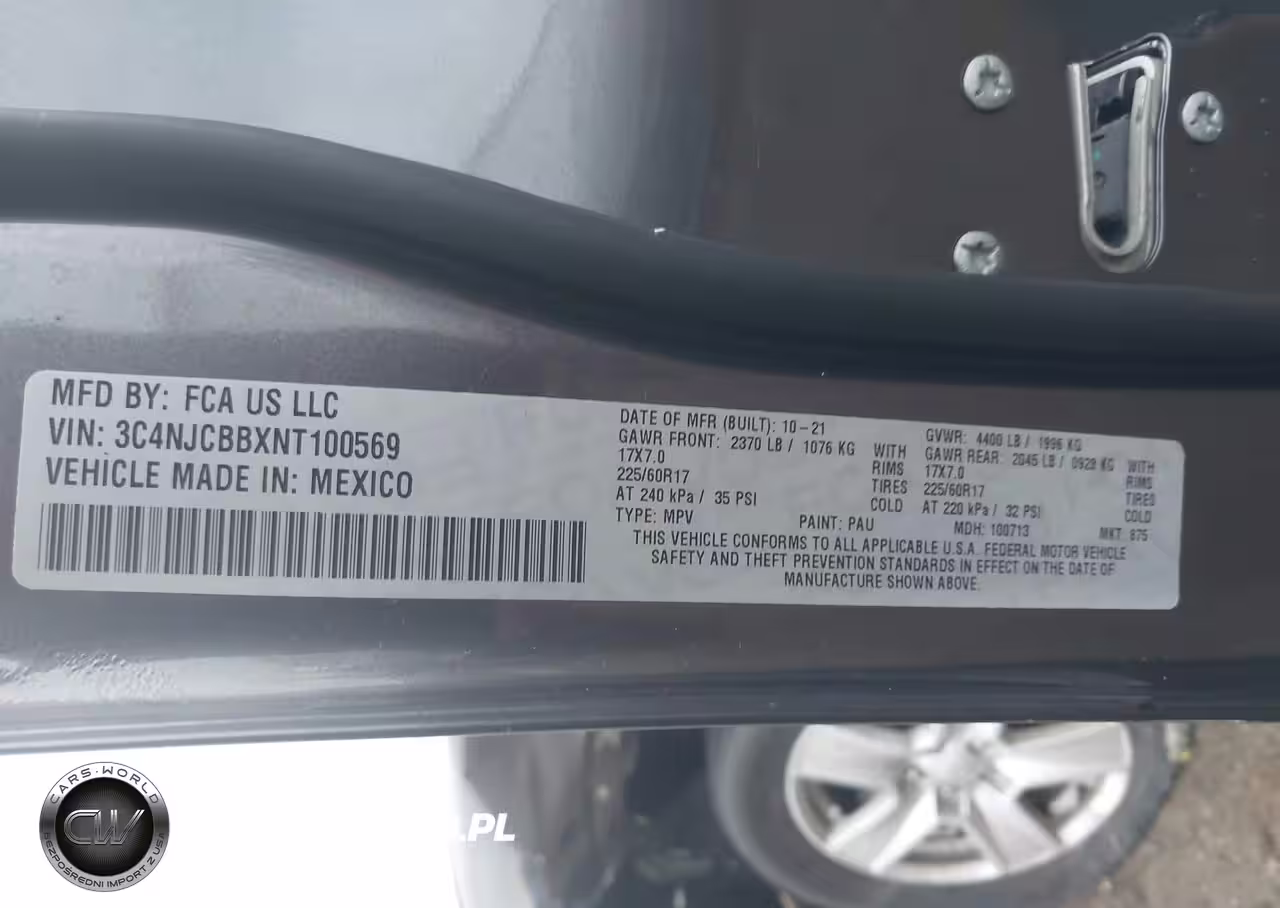 MFD BY: FCA US LLC
VIN: 3C4NJCBBXNT100569
VEHICLE MADE IN: MEXICO
DATE OF MFR (BUILT): 10-21
GAWR FRONT: 2370 LB / 1076 KG WITH
17X7.0 RIMS
225/60R17 TIRES
AT 240 kPa / 35 PSI COLD
GVWR: 4400 LB / 1996 KG
GAWR REAR: 2045 LB / 0928 KG WITH
17X7.0 RIMS
225/60R17 TIRES
AT 220 kPa / 32 PSI COLD
TYPE: MPV PAINT: PAU MDH: 100713 MKT: 875
THIS VEHICLE CONFORMS TO ALL APPLICABLE U.S.A. FEDERAL MOTOR VEHICLE
SAFETY AND THEFT PREVENTION STANDARDS IN EFFECT ON THE DATE OF
MANUFACTURE SHOWN ABOVE.
CARS-WORLD
CW
BEZPOŚREDNI IMPORT Z USA
.PL